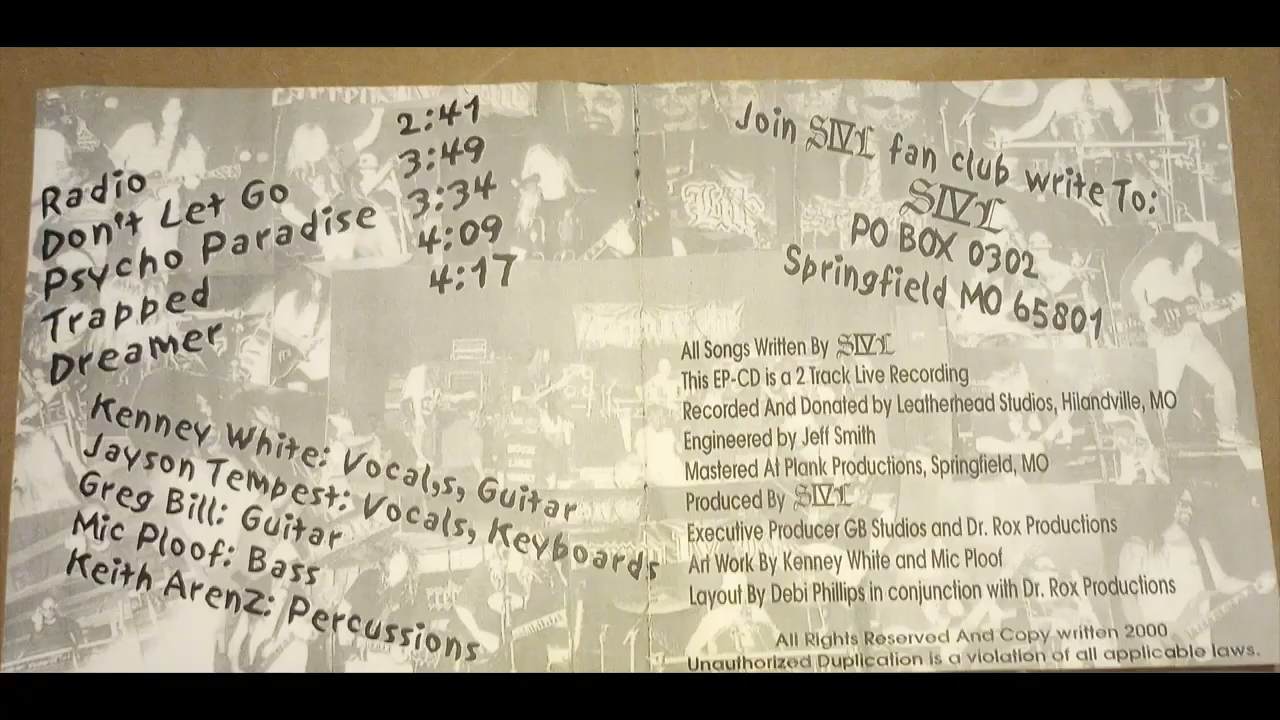 Radio 2:41
Don't Let Go 3:49
Psycho Paradise 3:34
Trapped 4:09
Dreamer 4:17
Kenney White: Vocal,s, Guitar
Jayson Tempest: Vocals, Keyboards
Greg Bill: Guitar
Mic Ploof: Bass
Keith Arenz: Percussions
Join SIVL fan club write To:
SIVL
PO BOX 0302
Springfield MO 65801
All Songs Written By SIVL
This EP-CD is a 2 Track Live Recording
Recorded And Donated by Leatherhead Studios, Hilandville, MO
Engineered by Jeff Smith
Mastered At Plank Productions, Springfield, MO
Produced By SIVL
Executive Producer GB Studios and Dr. Rox Productions
Art Work By Kenney White and Mic Ploof
Layout By Debi Phillips in conjunction with Dr. Rox Productions
All Rights Reserved And Copy written 2000
Unauthorized Duplication is a violation of all applicable laws.